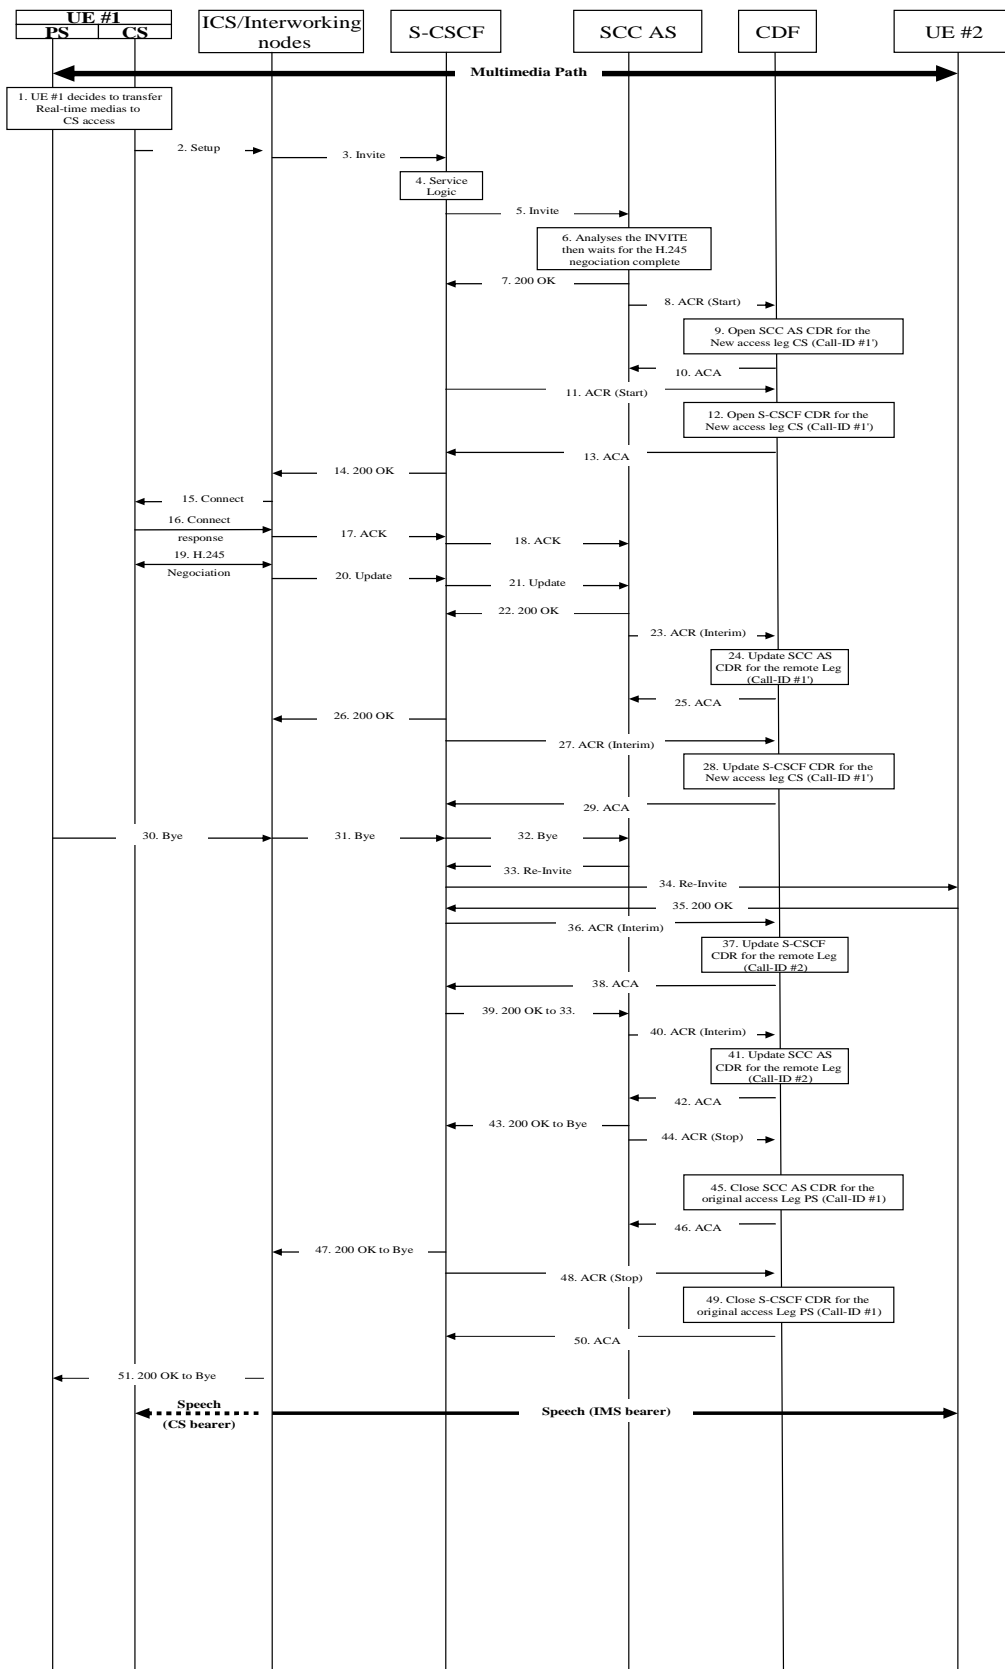 UE #1
PS
CS
ICS/Interworking
nodes
S-CSCF
SCC AS
CDF
UE #2
Multimedia Path
1. UE #1 decides to transfer
Real-time medias to
CS access
2. Setup
3. Invite
4. Service
Logic
5. Invite
6. Analyses the INVITE
then waits for the H.245
negociation complete
7. 200 OK
8. ACR (Start)
9. Open SCC AS CDR for the
New access leg CS (Call-ID #1')
10. ACA
11. ACR (Start)
12. Open S-CSCF CDR for the
New access leg CS (Call-ID #1')
13. ACA
14. 200 OK
15. Connect
16. Connect
response
17. ACK
18. ACK
19. H.245
Negociation
20. Update
21. Update
22. 200 OK
23. ACR (Interim)
24. Update SCC AS
CDR for the remote Leg
(Call-ID #1')
25. ACA
26. 200 OK
27. ACR (Interim)
28. Update S-CSCF CDR for the
New access leg CS (Call-ID #1')
29. ACA
30. Bye
31. Bye
32. Bye
33. Re-Invite
34. Re-Invite
35. 200 OK
36. ACR (Interim)
37. Update S-CSCF
CDR for the remote Leg
(Call-ID #2)
38. ACA
39. 200 OK to 33.
40. ACR (Interim)
41. Update SCC AS
CDR for the remote Leg
(Call-ID #2)
42. ACA
43. 200 OK to Bye
44. ACR (Stop)
45. Close SCC AS CDR for the
original access Leg PS (Call-ID #1)
46. ACA
47. 200 OK to Bye
48. ACR (Stop)
49. Close S-CSCF CDR for the
original access Leg PS (Call-ID #1)
50. ACA
51. 200 OK to Bye
Speech
(CS bearer)
Speech (IMS bearer)